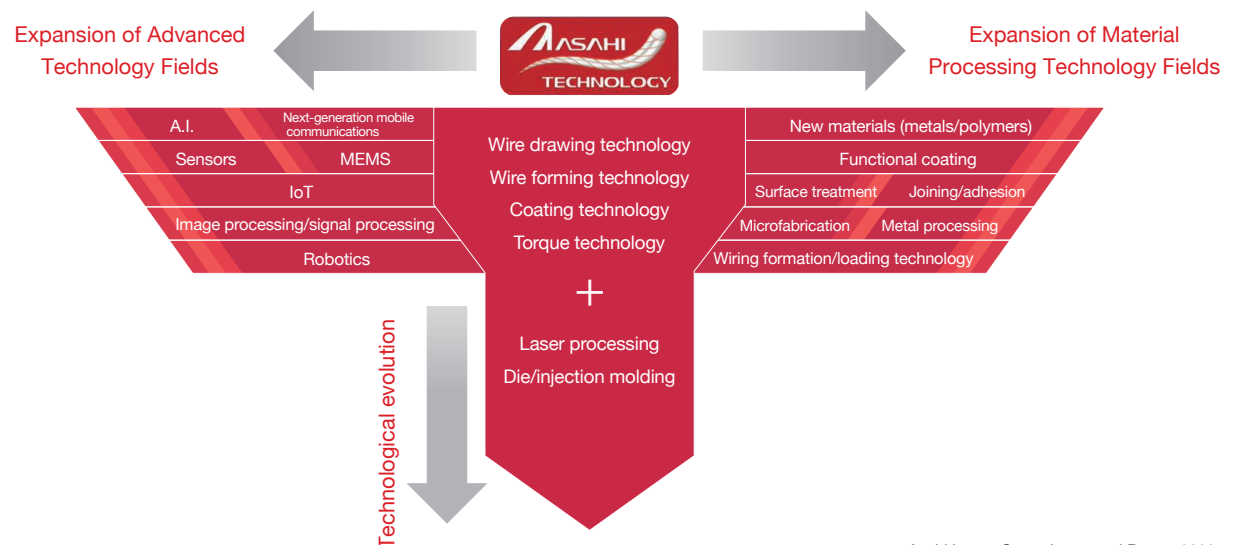 Expansion of Advanced
Technology Fields
ASAHI
TECHNOLOGY
Expansion of Material
Processing Technology Fields
A.I.
Next-generation mobile
communications
Sensors
MEMS
IoT
Image processing/signal processing
Robotics
Wire drawing technology
Wire forming technology
Coating technology
Torque technology
+
Laser processing
Die/injection molding
New materials (metals/polymers)
Functional coating
Surface treatment
Joining/adhesion
Microfabrication
Metal processing
Wiring formation/loading technology
Technological evolution